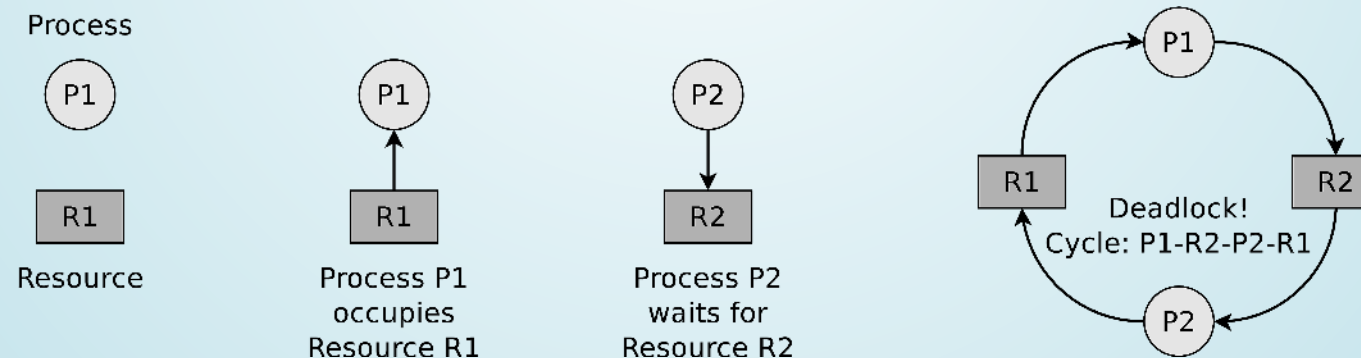 Process
P1
R1
Resource
P1
R1
Process P1
occupies
Resource R1
P2
R2
Process P2
waits for
Resource R2
P1
R1
R2
Deadlock!
Cycle: P1-R2-P2-R1
P2